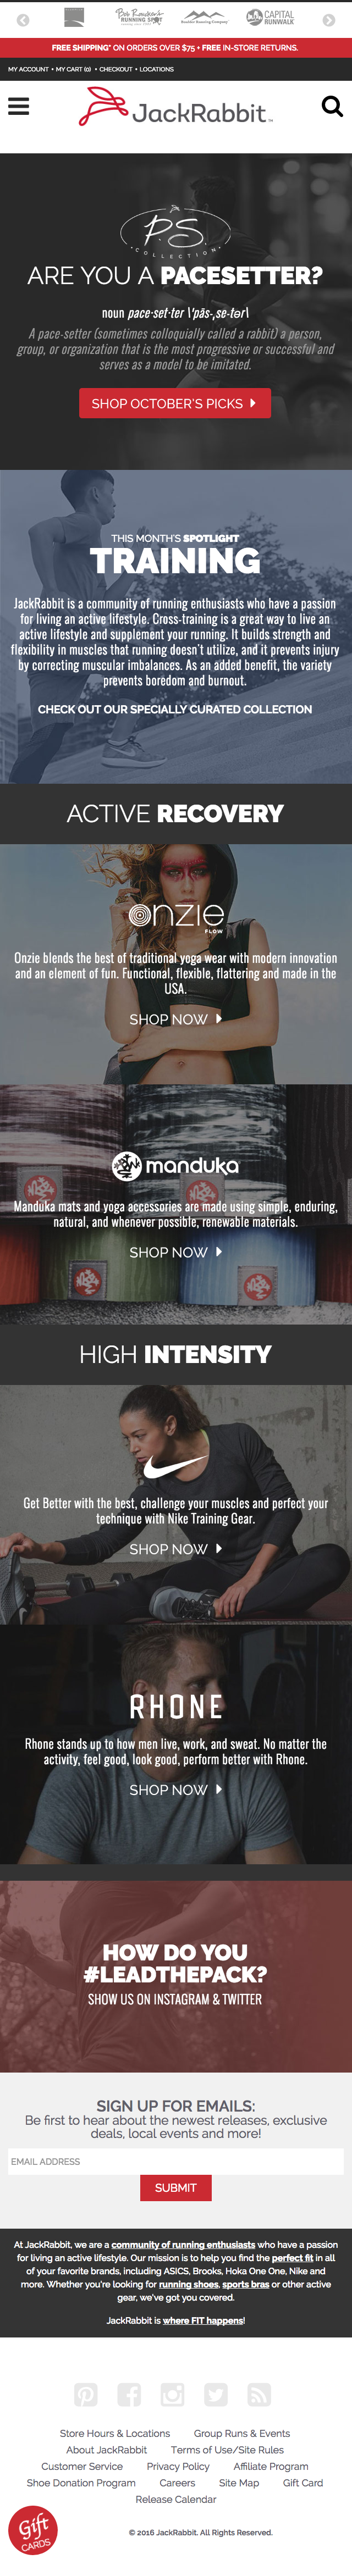 Bob Roncker's
RUNNING SPOT
Boulder Running Company
CAPITAL
RUNWALK
FREE SHIPPING* ON ORDERS OVER $75 + FREE IN-STORE RETURNS.
MY ACCOUNT • MY CART (0) • CHECKOUT • LOCATIONS
JackRabbit™
PS
COLLECTION
ARE YOU A PACESETTER?
noun pace·set·ter \'pās-ˌse-tər\
A pace-setter (sometimes colloquially called a rabbit) a person,
group, or organization that is the most progressive or successful and
serves as a model to be imitated.
SHOP OCTOBER'S PICKS
THIS MONTH'S SPOTLIGHT
TRAINING
JackRabbit is a community of running enthusiasts who have a passion
for living an active lifestyle. Cross-training is a great way to live an
active lifestyle and supplement your running. It builds strength and
flexibility in muscles that running doesn't utilize, and it prevents injury
by correcting muscular imbalances. As an added benefit, the variety
prevents boredom and burnout.
CHECK OUT OUR SPECIALLY CURATED COLLECTION
ACTIVE RECOVERY
onzie
FLOW
Onzie blends the best of traditional yoga wear with modern innovation
and an element of fun. Functional, flexible, flattering and made in the
USA.
SHOP NOW
manduka
Manduka mats and yoga accessories are made using simple, enduring,
natural, and whenever possible, renewable materials.
SHOP NOW
HIGH INTENSITY
Get Better with the best, challenge your muscles and perfect your
technique with Nike Training Gear.
SHOP NOW
RHONE
Rhone stands up to how men live, work, and sweat. No matter the
activity, feel good, look good, perform better with Rhone.
SHOP NOW
HOW DO YOU
#LEADTHEPACK?
SHOW US ON INSTAGRAM & TWITTER
SIGN UP FOR EMAILS:
Be first to hear about the newest releases, exclusive
deals, local events and more!
EMAIL ADDRESS
SUBMIT
At JackRabbit, we are a community of running enthusiasts who have a passion
for living an active lifestyle. Our mission is to help you find the perfect fit in all
of your favorite brands, including ASICS, Brooks, Hoka One One, Nike and
more. Whether you're looking for running shoes, sports bras or other active
gear, we've got you covered.
JackRabbit is where FIT happens!
Store Hours & Locations Group Runs & Events
About JackRabbit Terms of Use/Site Rules
Customer Service Privacy Policy Affiliate Program
Shoe Donation Program Careers Site Map Gift Card
Release Calendar
Gift
CARDS
© 2016 JackRabbit. All Rights Reserved.